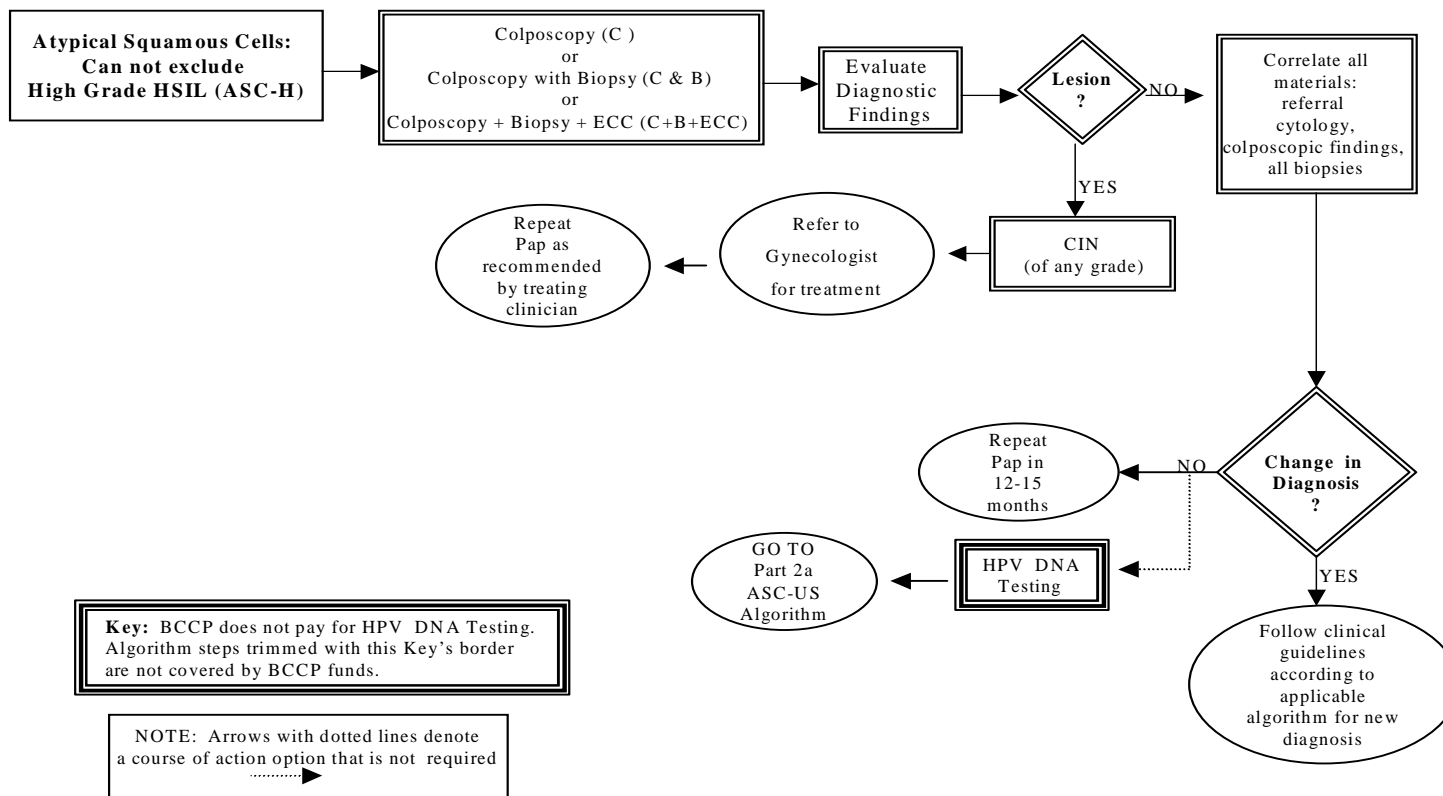 Atypical Squamous Cells:
Can not exclude
High Grade HSIL (ASC-H)
Colposcopy (C )
or
Colposcopy with Biopsy (C & B)
or
Colposcopy + Biopsy + ECC (C+B+ECC)
Evaluate
Diagnostic
Findings
Lesion
?
NO
Correlate all
materials:
referral
cytology,
colposcopic findings,
all biopsies
YES
CIN
(of any grade)
Refer to
Gynecologist
for treatment
Repeat
Pap as
recommended
by treating
clinician
Change in
Diagnosis
?
NO
Repeat
Pap in
12-15
months
HPV DNA
Testing
GO TO
Part 2a
ASC-US
Algorithm
YES
Follow clinical
guidelines
according to
applicable
algorithm for new
diagnosis
Key: BCCP does not pay for HPV DNA Testing.
Algorithm steps trimmed with this Key's border
are not covered by BCCP funds.
NOTE: Arrows with dotted lines denote
a course of action option that is not required